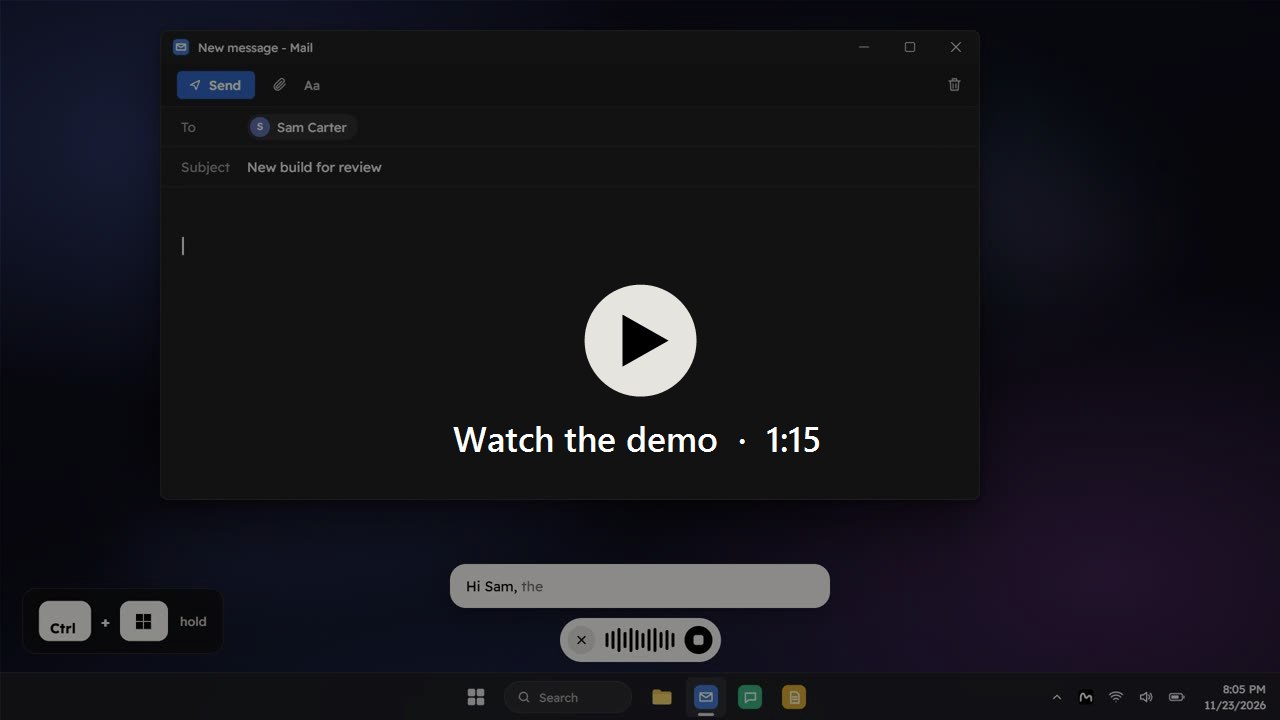 New message - Mail
Send
Aa
To
S
Sam Carter
Subject
New build for review
Watch the demo · 1:15
Hi Sam, the
Ctrl + hold
Search
8:05 PM
11/23/2026